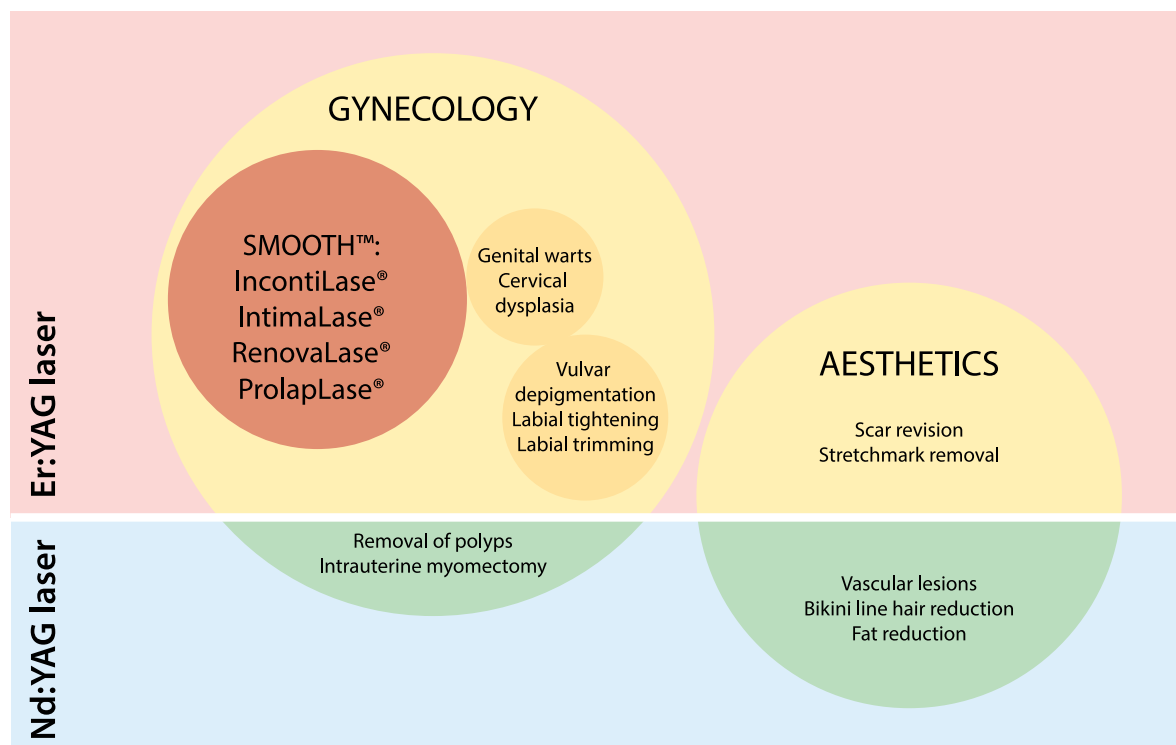 GYNECOLOGY
SMOOTH™:
IncontiLase®
IntimaLase®
RenovaLase®
ProlapLase®
Genital warts
Cervical
dysplasia
Vulvar
depigmentation
Labial tightening
Labial trimming
AESTHETICS
Scar revision
Stretchmark removal
Er:YAG laser
Removal of polyps
Intrauterine myomectomy
Vascular lesions
Bikini line hair reduction
Fat reduction
Nd:YAG laser